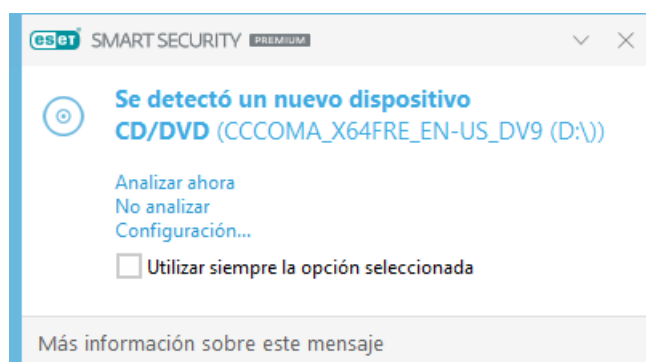 eset SMART SECURITY PREMIUM
Se detectó un nuevo dispositivo
CD/DVD (CCCOMA_X64FRE_EN-US_DV9 (D:\))
Analizar ahora
No analizar
Configuración...
Utilizar siempre la opción seleccionada
Más información sobre este mensaje